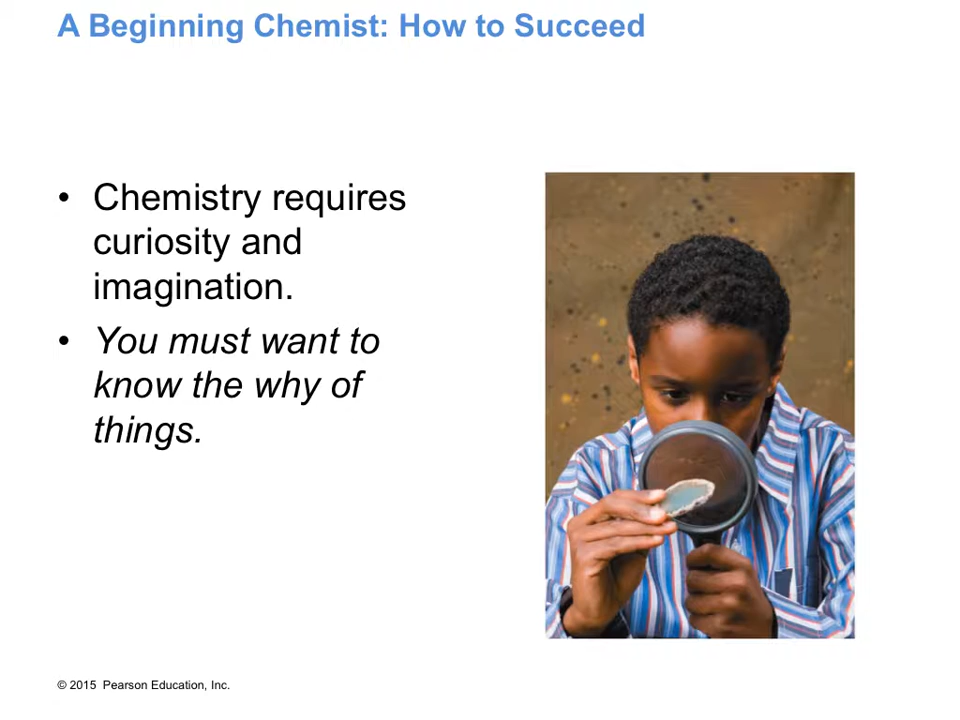 A Beginning Chemist: How to Succeed
• Chemistry requires
curiosity and
imagination.
• You must want to
know the why of
things.
© 2015 Pearson Education, Inc.